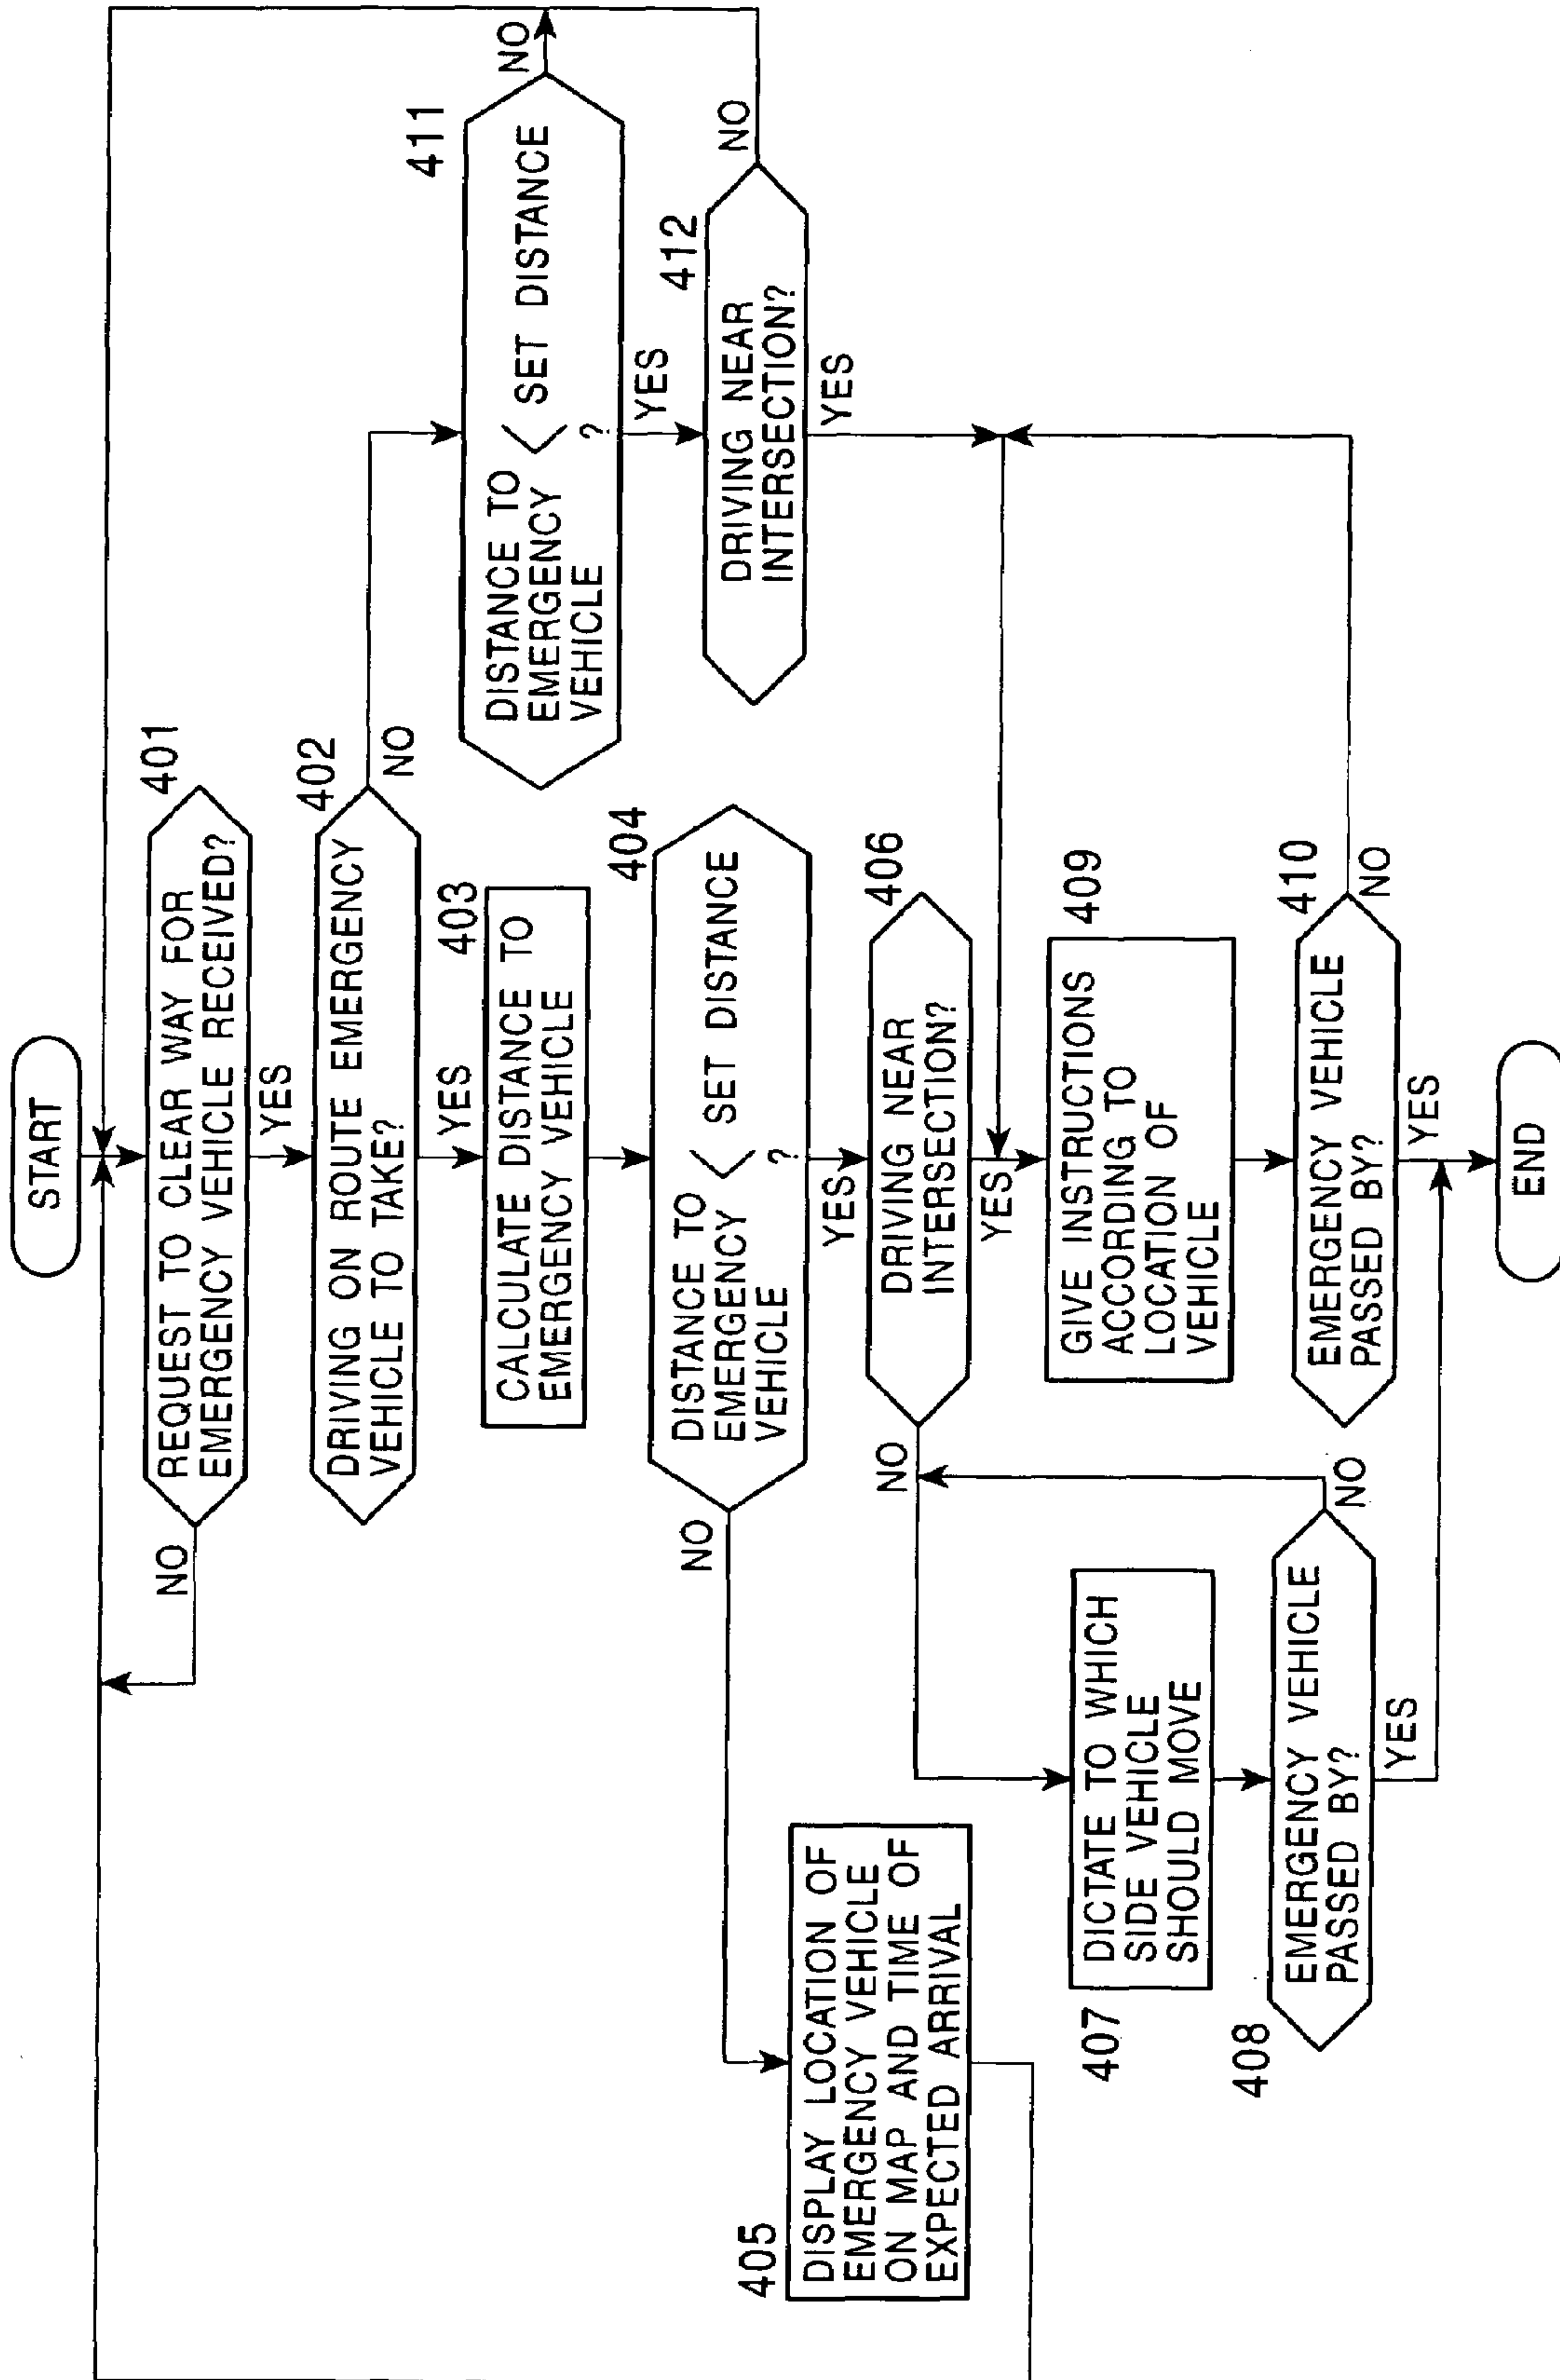 START
401
REQUEST TO CLEAR WAY FOR
EMERGENCY VEHICLE RECEIVED?
NO
YES
402
DRIVING ON ROUTE EMERGENCY
VEHICLE TO TAKE?
NO
YES
403
CALCULATE DISTANCE TO
EMERGENCY VEHICLE
404
DISTANCE TO
EMERGENCY < SET DISTANCE
VEHICLE ?
NO
YES
405
DISPLAY LOCATION OF
EMERGENCY VEHICLE
ON MAP AND TIME OF
EXPECTED ARRIVAL
406
DRIVING NEAR
INTERSECTION?
NO
YES
407
DICTATE TO WHICH
SIDE VEHICLE
SHOULD MOVE
408
EMERGENCY VEHICLE
PASSED BY?
NO
YES
409
GIVE INSTRUCTIONS
ACCORDING TO
LOCATION OF
VEHICLE
410
EMERGENCY VEHICLE
PASSED BY?
NO
YES
411
DISTANCE TO
EMERGENCY < SET DISTANCE
VEHICLE ?
NO
YES
412
DRIVING NEAR
INTERSECTION?
NO
YES
END